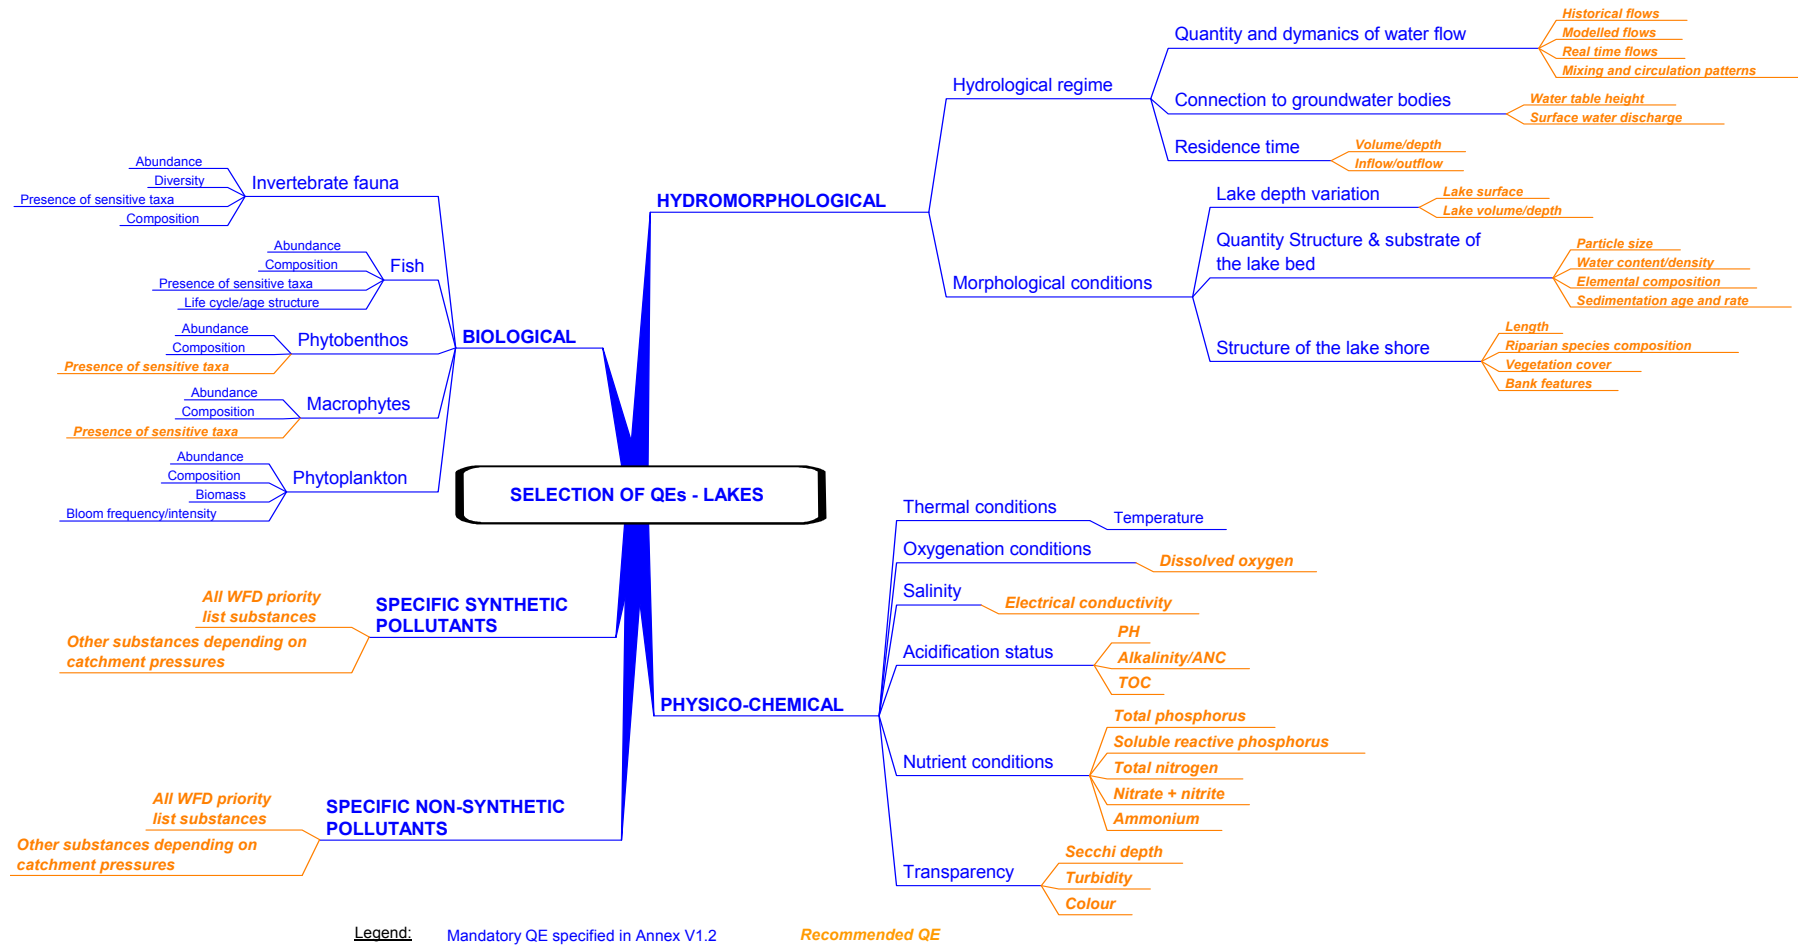 SELECTION OF QEs - LAKES
BIOLOGICAL
Invertebrate fauna
Abundance
Diversity
Presence of sensitive taxa
Composition
Fish
Abundance
Composition
Presence of sensitive taxa
Life cycle/age structure
Phytobenthos
Abundance
Composition
Presence of sensitive taxa
Macrophytes
Abundance
Composition
Presence of sensitive taxa
Phytoplankton
Abundance
Composition
Biomass
Bloom frequency/intensity
SPECIFIC SYNTHETIC
POLLUTANTS
All WFD priority
list substances
Other substances depending on
catchment pressures
SPECIFIC NON-SYNTHETIC
POLLUTANTS
All WFD priority
list substances
Other substances depending on
catchment pressures
HYDROMORPHOLOGICAL
Hydrological regime
Quantity and dymanics of water flow
Historical flows
Modelled flows
Real time flows
Mixing and circulation patterns
Connection to groundwater bodies
Water table height
Surface water discharge
Residence time
Volume/depth
Inflow/outflow
Morphological conditions
Lake depth variation
Lake surface
Lake volume/depth
Quantity Structure & substrate of
the lake bed
Particle size
Water content/density
Elemental composition
Sedimentation age and rate
Structure of the lake shore
Length
Riparian species composition
Vegetation cover
Bank features
PHYSICO-CHEMICAL
Thermal conditions
Temperature
Oxygenation conditions
Dissolved oxygen
Salinity
Electrical conductivity
Acidification status
PH
Alkalinity/ANC
TOC
Nutrient conditions
Total phosphorus
Soluble reactive phosphorus
Total nitrogen
Nitrate + nitrite
Ammonium
Transparency
Secchi depth
Turbidity
Colour
Legend:
Mandatory QE specified in Annex V1.2
Recommended QE